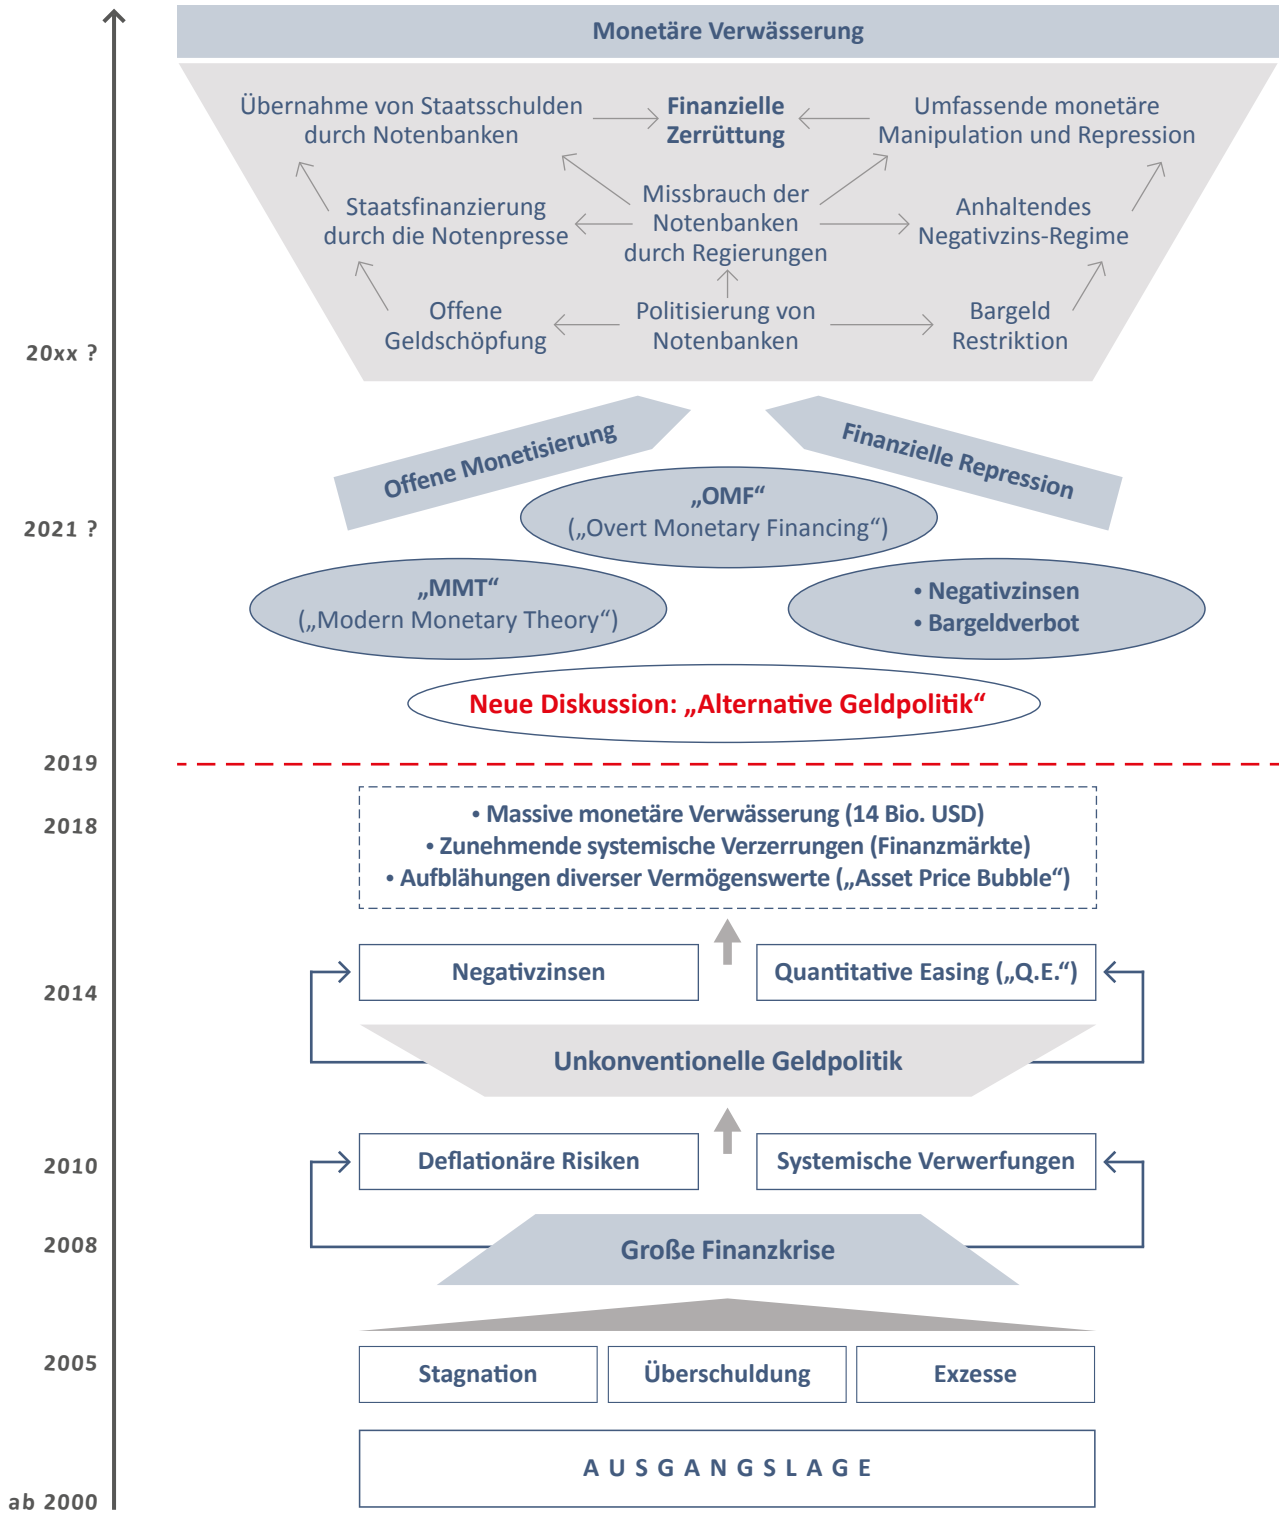 Monetäre Verwässerung
Übernahme von Staatsschulden
durch Notenbanken
Finanzielle
Zerrüttung
Umfassende monetäre
Manipulation und Repression
Staatsfinanzierung
durch die Notenpresse
Missbrauch der
Notenbanken
durch Regierungen
Anhaltendes
Negativzins-Regime
Offene
Geldschöpfung
Politisierung von
Notenbanken
Bargeld
Restriktion
20xx ?
Offene Monetisierung
Finanzielle Repression
„OMF“
(„Overt Monetary Financing“)
2021 ?
„MMT“
(„Modern Monetary Theory“)
• Negativzinsen
• Bargeldverbot
Neue Diskussion: „Alternative Geldpolitik“
2019
2018
• Massive monetäre Verwässerung (14 Bio. USD)
• Zunehmende systemische Verzerrungen (Finanzmärkte)
• Aufblähungen diverser Vermögenswerte („Asset Price Bubble“)
Negativzinsen
Quantitative Easing („Q.E.“)
2014
Unkonventionelle Geldpolitik
Deflationäre Risiken
Systemische Verwerfungen
2010
2008
Große Finanzkrise
2005
Stagnation
Überschuldung
Exzesse
AUSGANGSLAGE
ab 2000